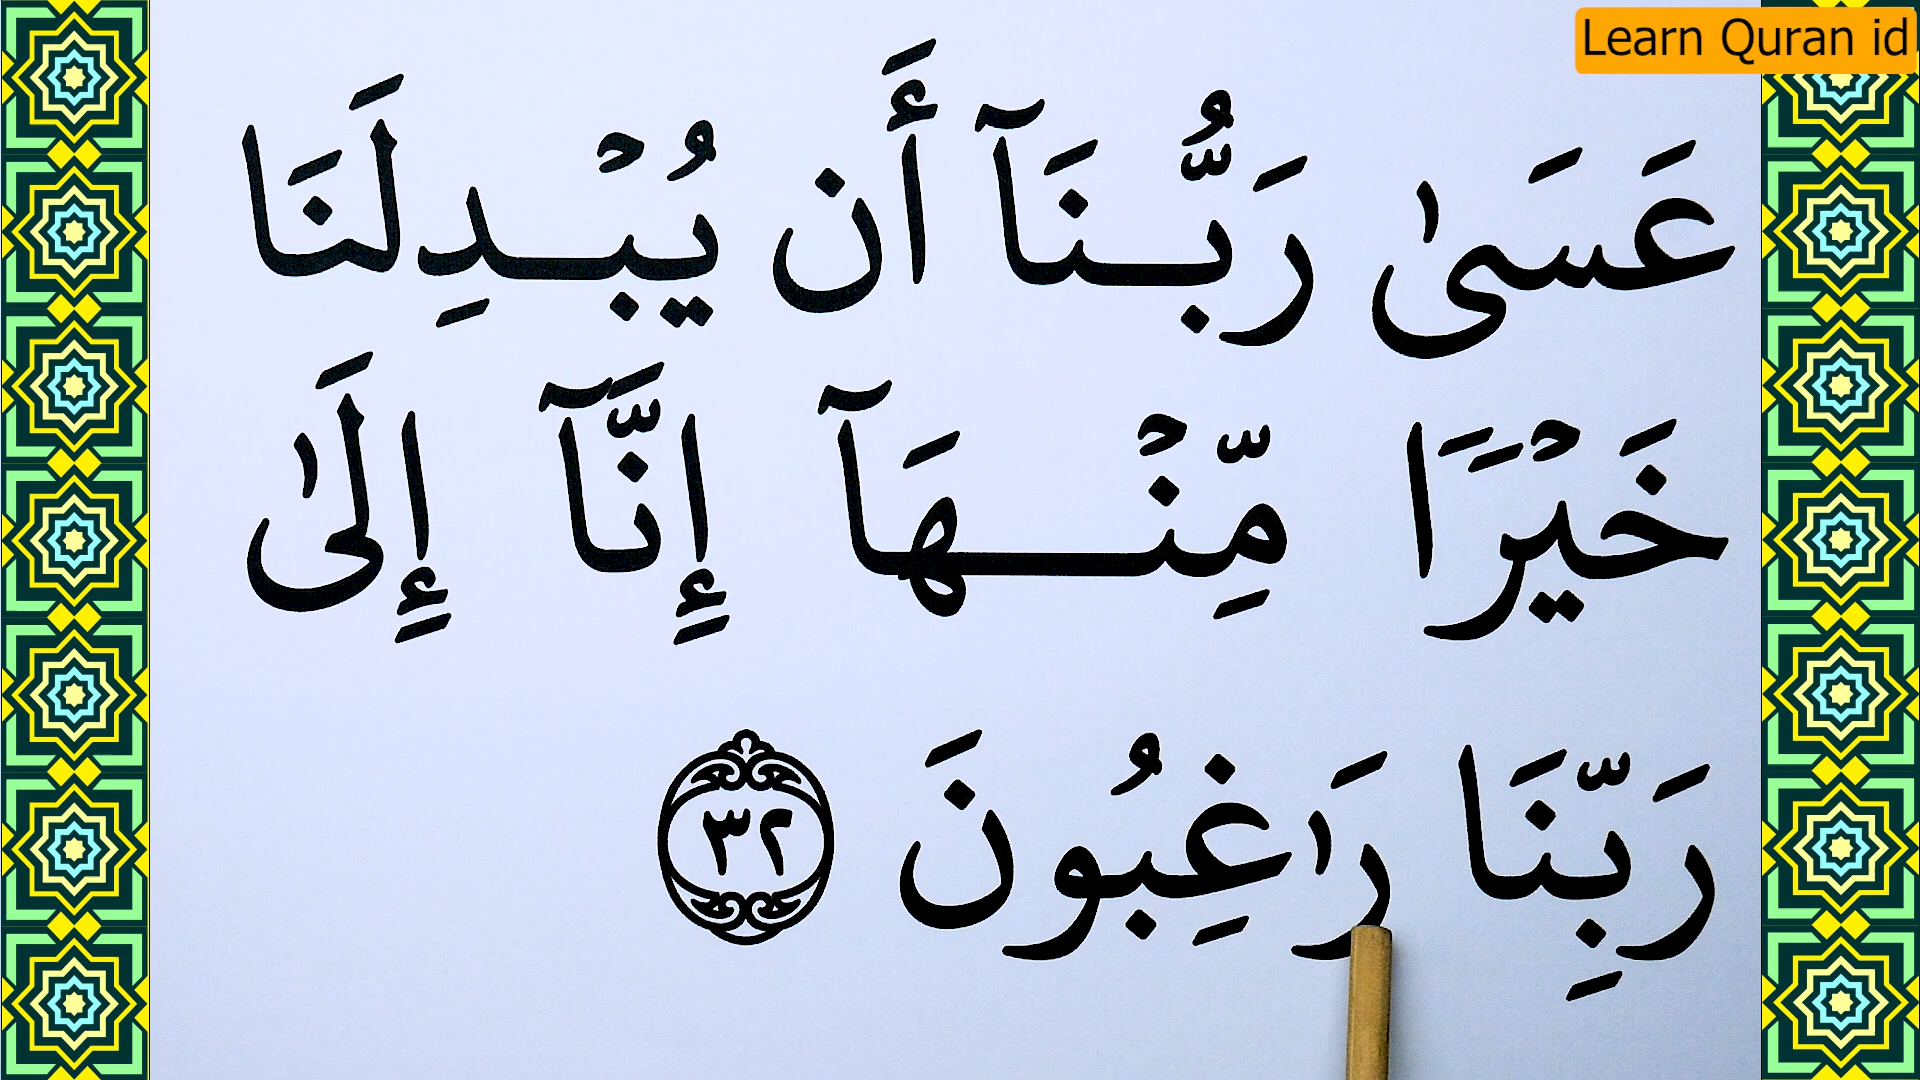 Learn Quran id
عَسَىٰ رَبُّنَآ أَن يُبۡدِلَنَا
خَيۡرٗا مِّنۡهَآ إِنَّآ إِلَىٰ
رَبِّنَا رَٰغِبُونَ ٣٢